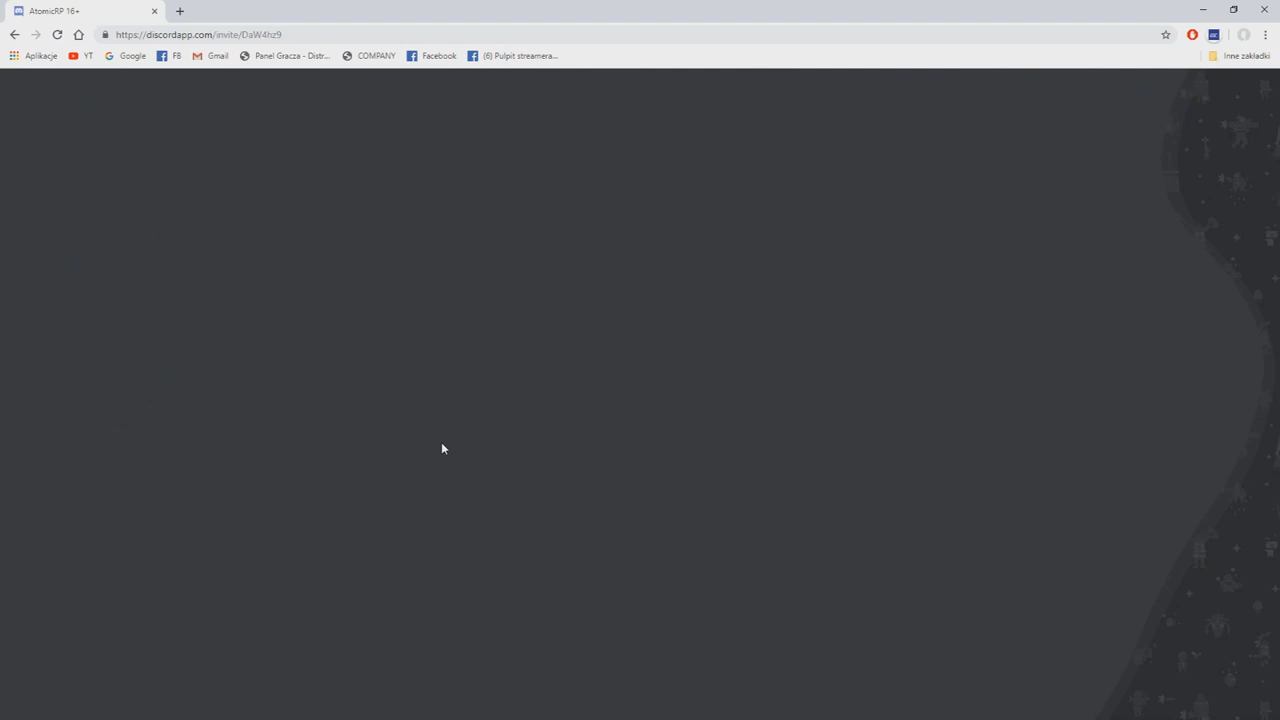 AtomicRP 16+
https://discordapp.com/invite/DaW4hz9
Aplikacje YT Google FB Gmail Panel Gracza - Distr... COMPANY Facebook (6) Pulpit streamera... Inne zakładki